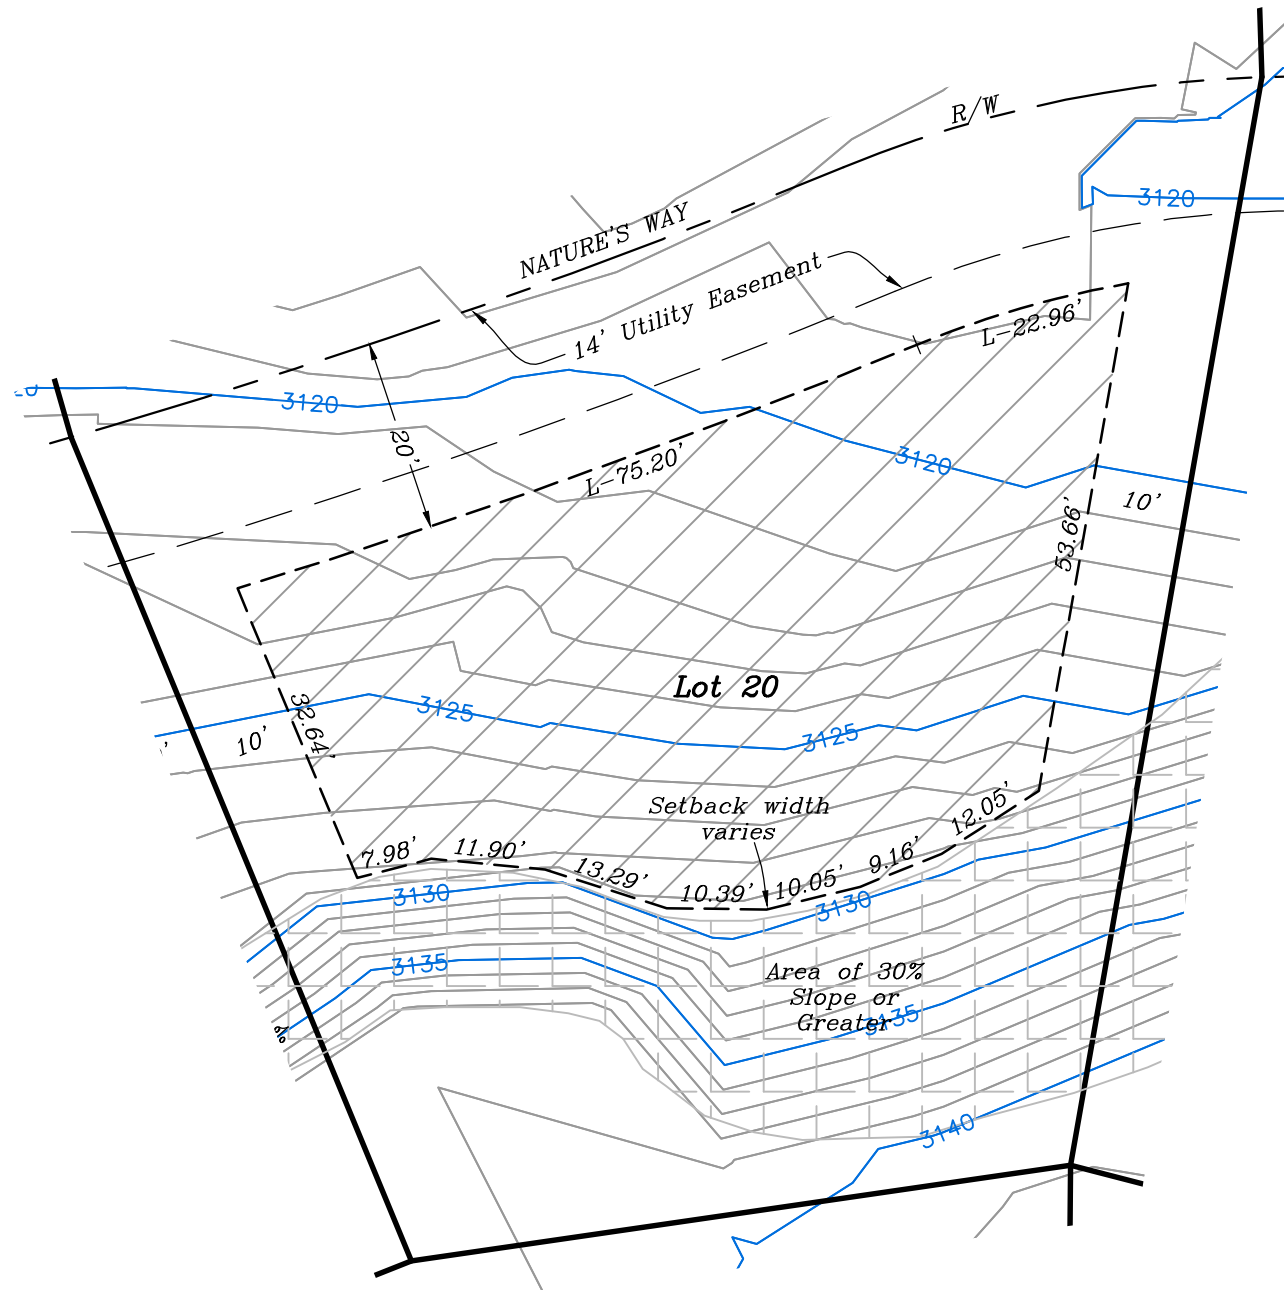 R/W
NATURE'S WAY
14' Utility Easement
3120
3120
20'
L-22.96'
L-75.20'
3120
10'
53.66'
Lot 20
32.64'
10'
3125
3125
Setback width
varies
7.98'
11.90'
13.29'
10.39'
10.05'
9.16'
12.05'
3130
3130
3135
Area of 30%
Slope or
Greater
3135
3140